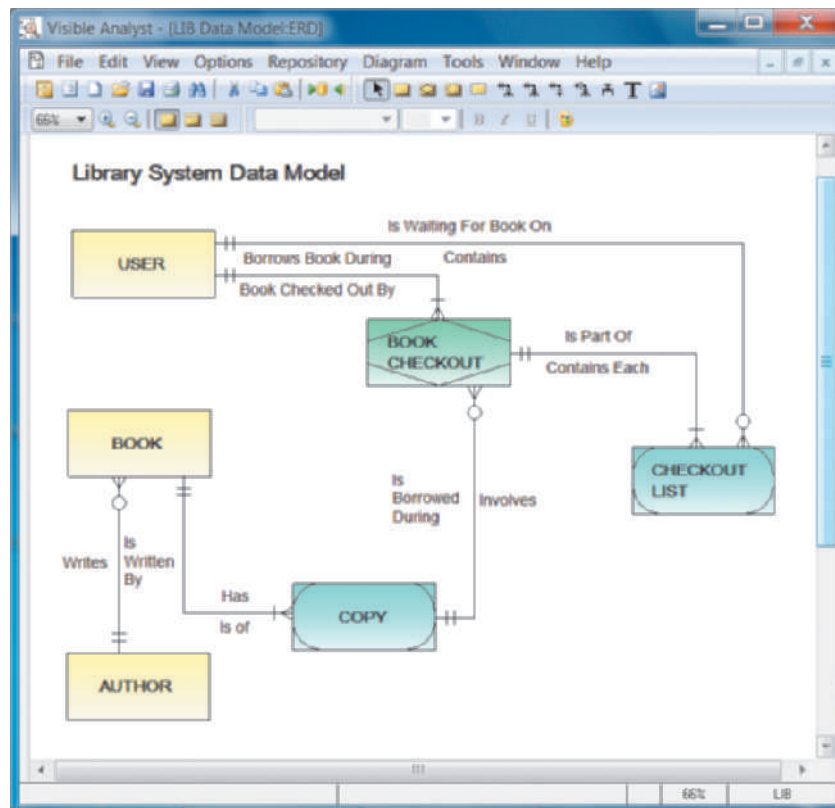 Visible Analyst - [LIB Data Model:ERD]
File Edit View Options Repository Diagram Tools Window Help
T
66% B I U
Library System Data Model
Is Waiting For Book On
USER
Borrows Book During
Contains
Book Checked Out By
BOOK
CHECKOUT
Is Part Of
Contains Each
BOOK
CHECKOUT
LIST
Is
Borrowed
During
Involves
Writes
Is
Written
By
Has
Is of
COPY
AUTHOR
66% LIB